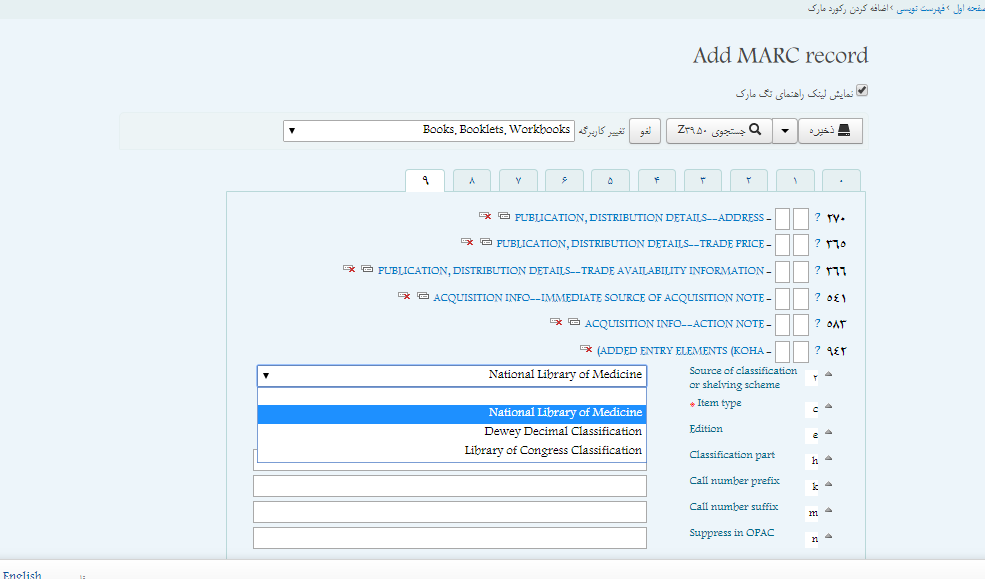 صفحه اول › فهرست نویسی › اضافه کردن رکورد مارک
Add MARC record
نمایش لینک راهنمای تگ مارک
ذخیره
جستجوی Z۳۹.۵۰
لغو
تغییر کاربرگه
Books, Booklets, Workbooks
۰ ۱ ۲ ۳ ۴ ۵ ۶ ۷ ۸ ۹
۲۷۰ ? - PUBLICATION, DISTRIBUTION DETAILS--ADDRESS
۳۶۵ ? - PUBLICATION, DISTRIBUTION DETAILS--TRADE PRICE
۳۶۶ ? - PUBLICATION, DISTRIBUTION DETAILS--TRADE AVAILABILITY INFORMATION
۵۴۱ ? - ACQUISITION INFO--IMMEDIATE SOURCE OF ACQUISITION NOTE
۵۸۳ ? - ACQUISITION INFO--ACTION NOTE
۹۴۲ ? - (ADDED ENTRY ELEMENTS (KOHA
۲ Source of classification
or shelving scheme
National Library of Medicine
National Library of Medicine
Dewey Decimal Classification
Library of Congress Classification
c Item type *
e Edition
h Classification part
k Call number prefix
m Call number suffix
n Suppress in OPAC
English